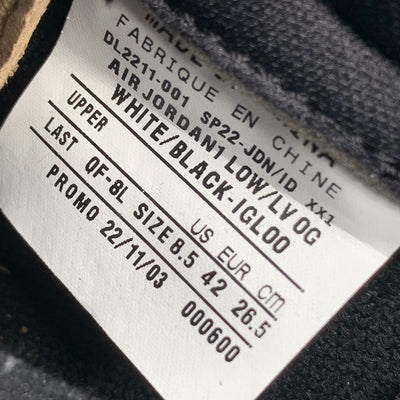 MADE
FABRIQUE EN CHINE
DL2211-001 SP22-JDN/ID XX1
AIR JORDAN 1 LOW/LV OG
WHITE/BLACK-IGLOO
UPPER
US EUR CM
LAST QF-8L SIZE 8.5 42 26.5
PROMO 22/11/03 000600